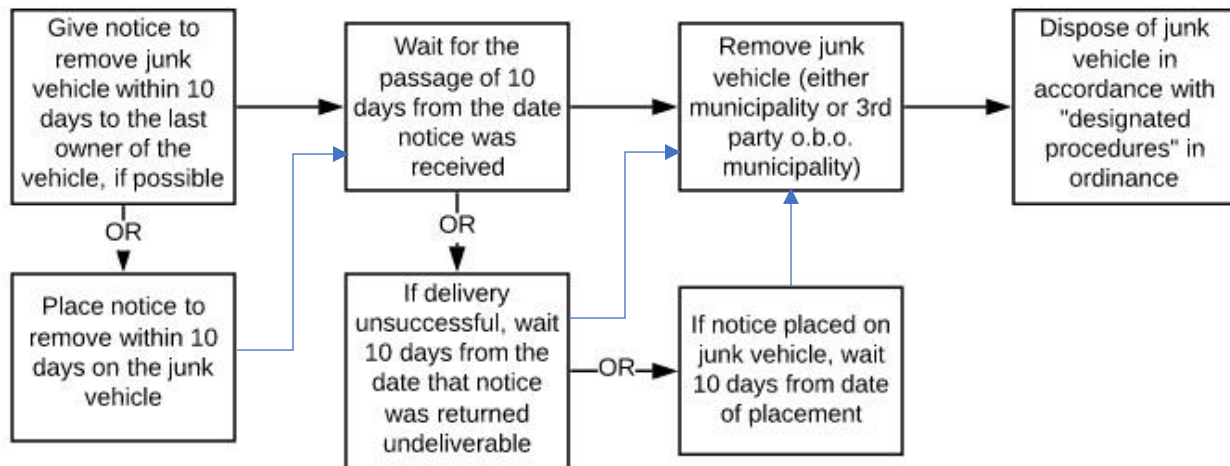 Give notice to
remove junk
vehicle within 10
days to the last
owner of the
vehicle, if possible
Wait for the
passage of 10
days from the date
notice was
received
Remove junk
vehicle (either
municipality or 3rd
party o.b.o.
municipality)
Dispose of junk
vehicle in
accordance with
"designated
procedures" in
ordinance
OR
OR
Place notice to
remove within 10
days on the junk
vehicle
If delivery
unsuccessful, wait
10 days from the
date that notice
was returned
undeliverable
OR
If notice placed on
junk vehicle, wait
10 days from date
of placement